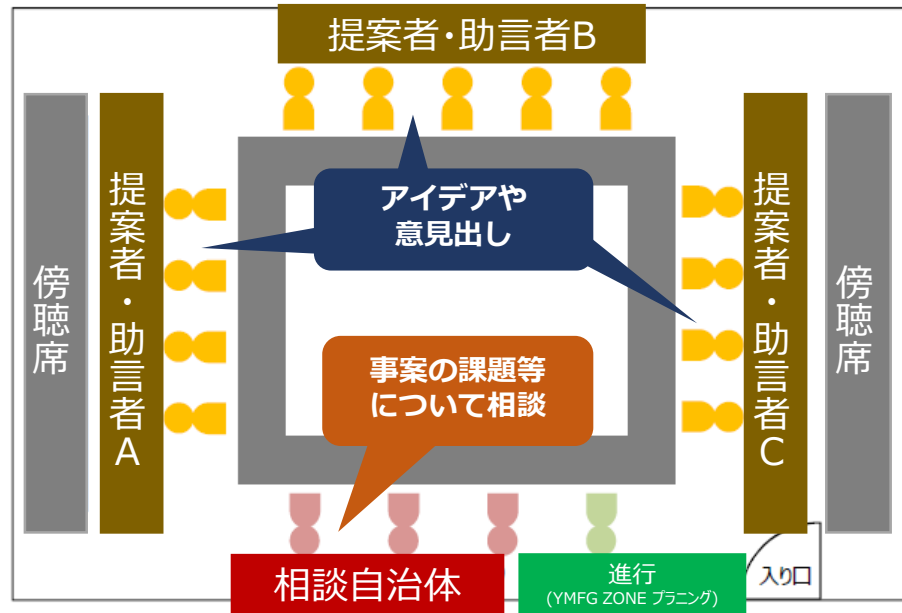 提案者・助言者B
傍聴席
提案者・助言者A
アイデアや
意見出し
提案者・助言者C
傍聴席
事案の課題等
について相談
相談自治体
進行
(YMFG ZONE プラニング)
入り口